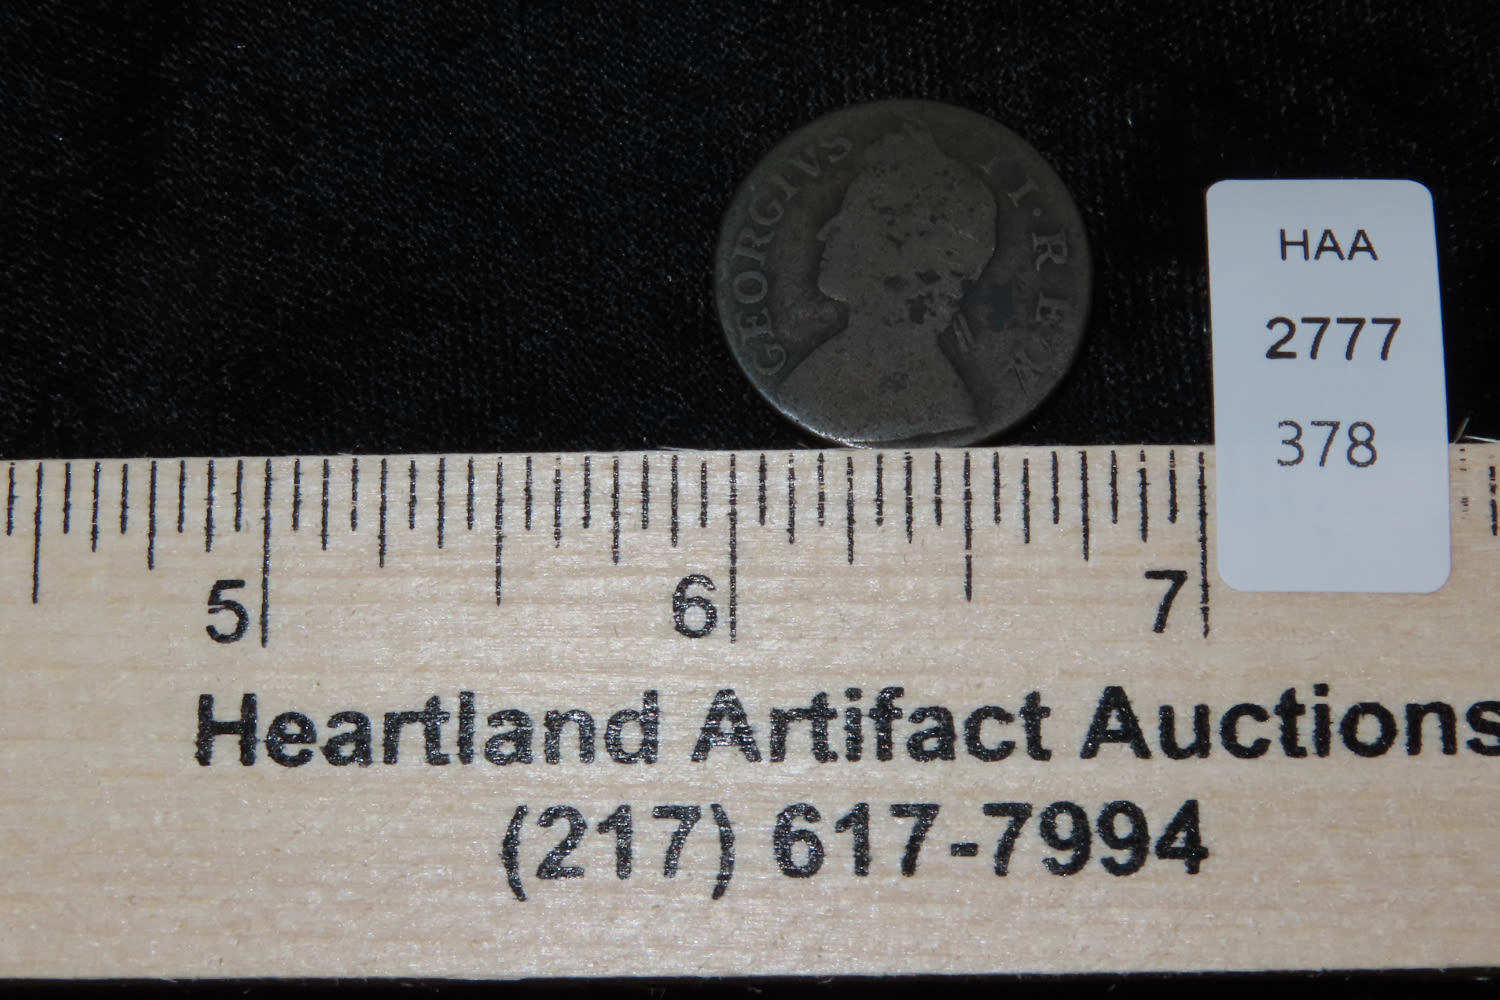 GEORGIVS II·REX
HAA
2777
378
5 6 7
Heartland Artifact Auctions
(217) 617-7994